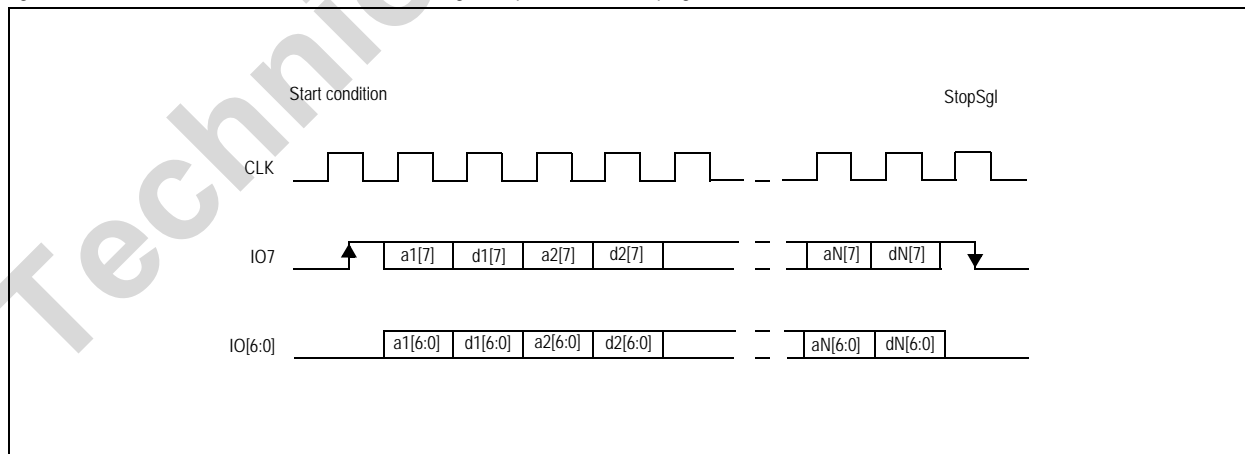 Technic
Start condition StopSgl
CLK
IO7 a1[7] d1[7] a2[7] d2[7] aN[7] dN[7]
IO[6:0] a1[6:0] d1[6:0] a2[6:0] d2[6:0] aN[6:0] dN[6:0]